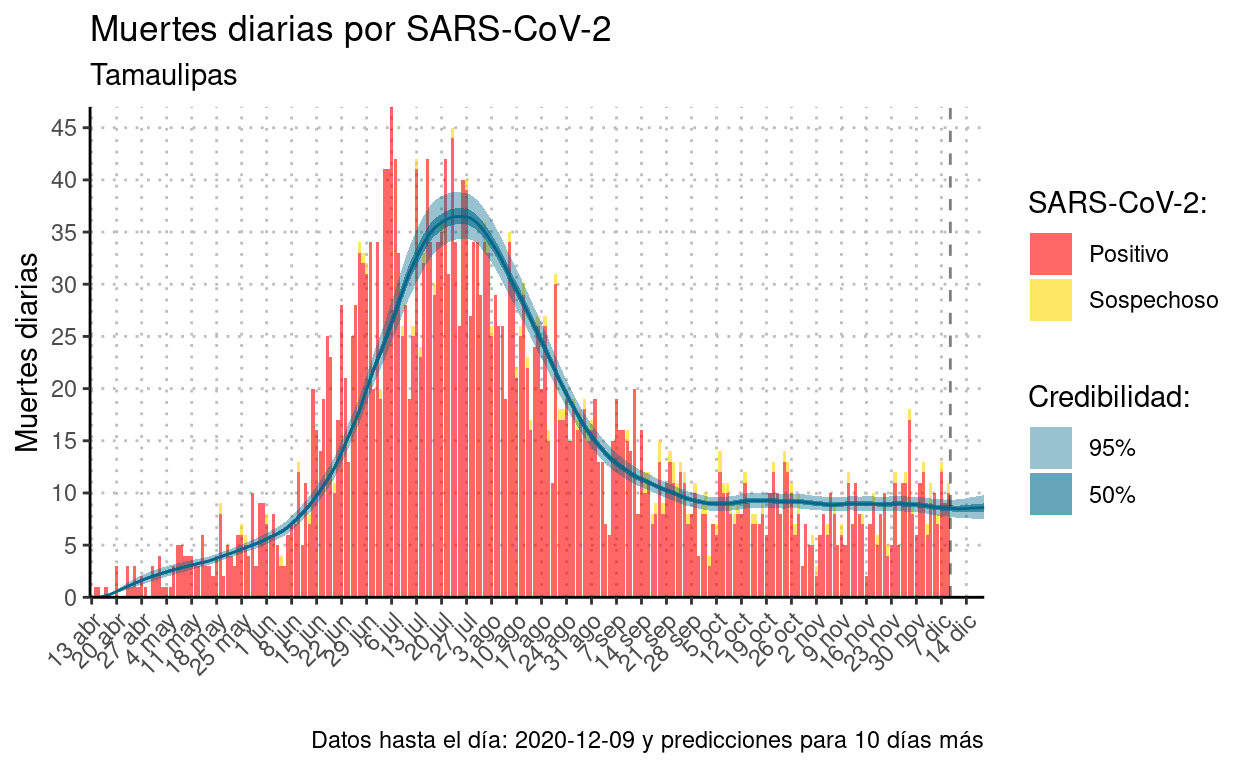 Muertes diarias por SARS-CoV-2
Tamaulipas
Muertes diarias
45
40
35
30
25
20
15
10
5
0
13 abr
20 abr
27 abr
4 may
11 may
18 may
25 may
1 jun
8 jun
15 jun
22 jun
29 jun
6 jul
13 jul
20 jul
27 jul
3 ago
10 ago
17 ago
24 ago
31 ago
7 sep
14 sep
21 sep
28 sep
5 oct
12 oct
19 oct
26 oct
2 nov
9 nov
16 nov
23 nov
30 nov
7 dic
14 dic
SARS-CoV-2:
Positivo
Sospechoso
Credibilidad:
95%
50%
Datos hasta el día: 2020-12-09 y predicciones para 10 días más